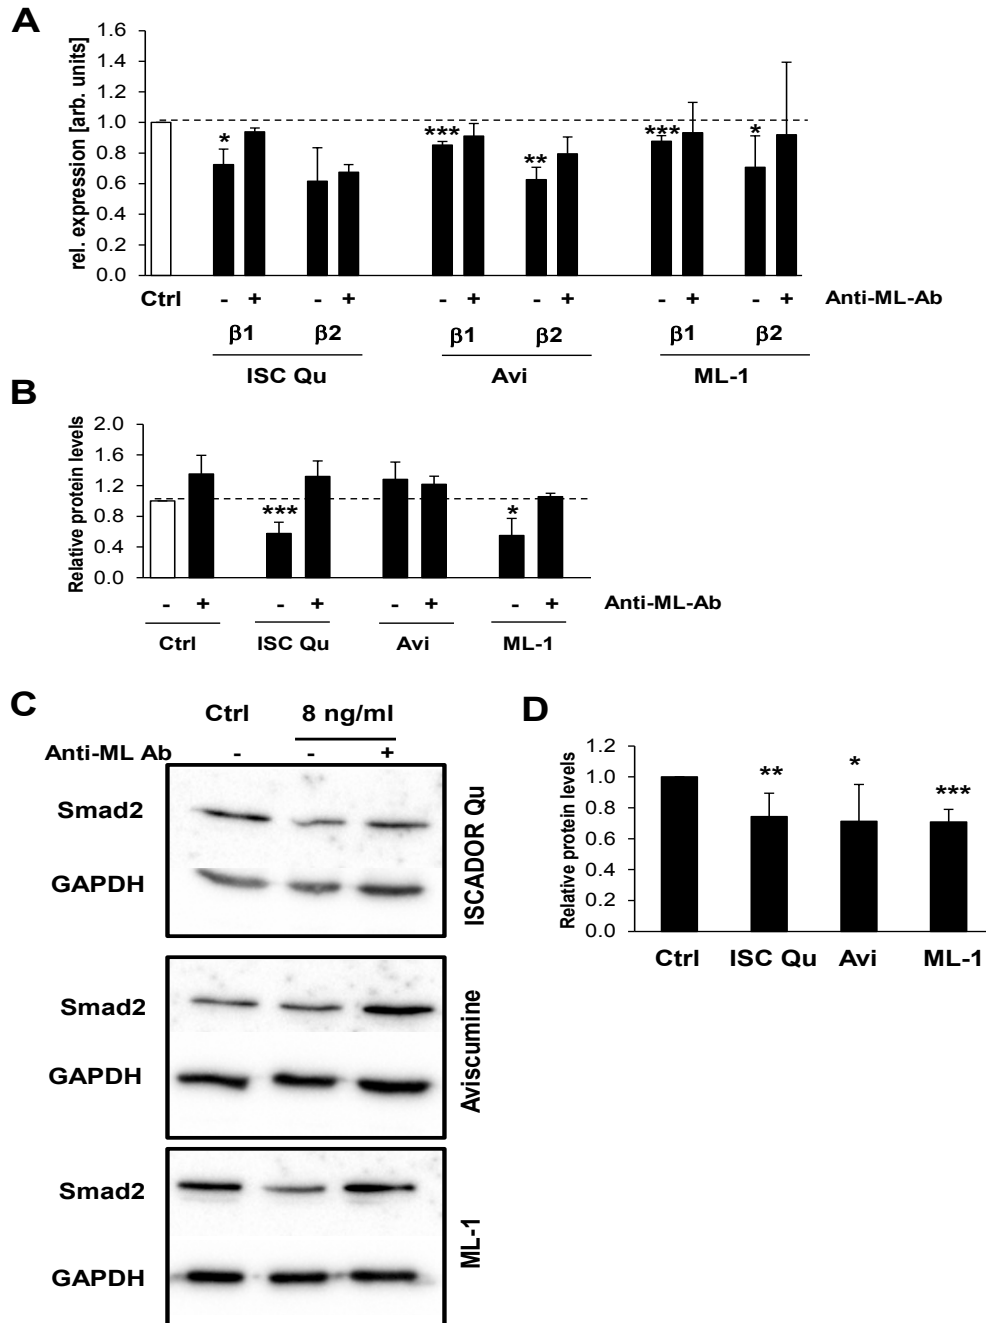 A
rel. expression [arb. units]
1.6
1.4
1.2
1.0
0.8
0.6
0.4
0.2
0.0
* *** ** *** *
Ctrl - + - + - + - + - + - + Anti-ML-Ab
β1 β2 β1 β2 β1 β2
ISC Qu Avi ML-1
B
Relative protein levels
2.0
1.6
1.2
0.8
0.4
0.0
*** *
- + - + - + - + Anti-ML-Ab
Ctrl ISC Qu Avi ML-1
C
Ctrl 8 ng/ml
Anti-ML Ab - - +
Smad2
GAPDH
ISCADOR Qu
Smad2
GAPDH
Aviscumine
Smad2
GAPDH
ML-1
D
Relative protein levels
1.2
1.0
0.8
0.6
0.4
0.2
0.0
** * ***
Ctrl ISC Qu Avi ML-1